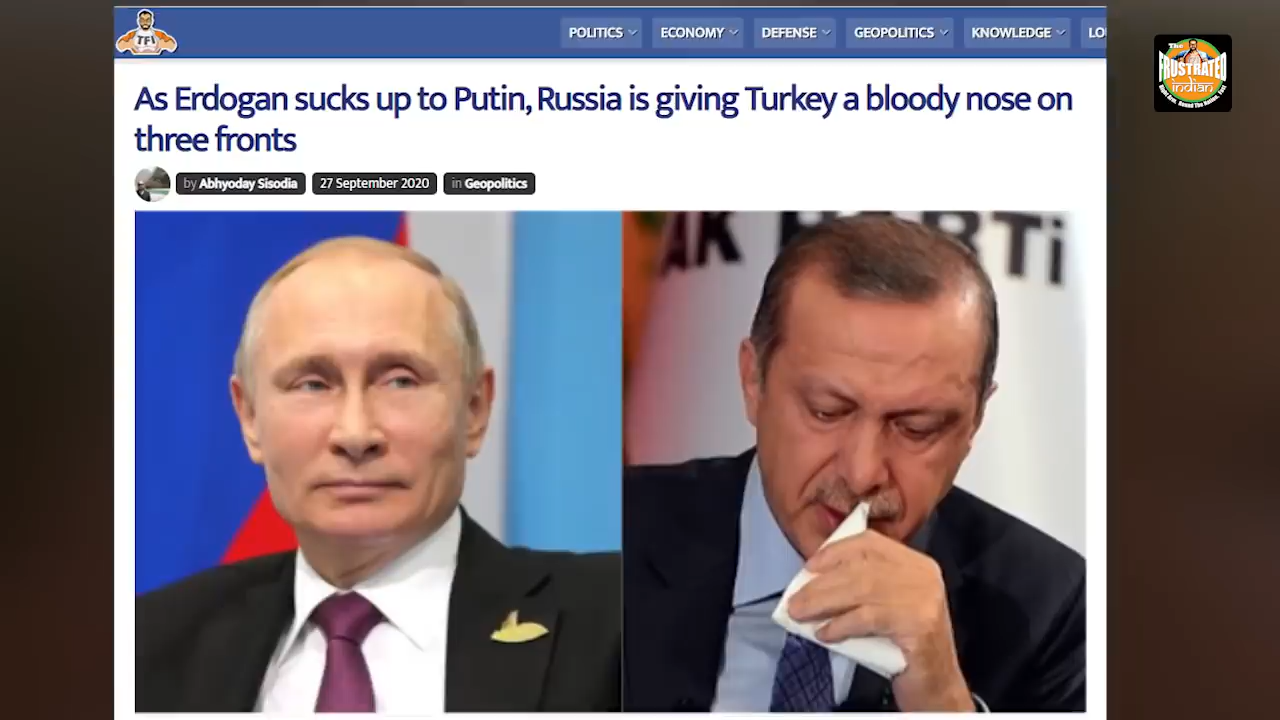 TFI
POLITICS ECONOMY DEFENSE GEOPOLITICS KNOWLEDGE
The
FRUSTRATED
indian
As Erdogan sucks up to Putin, Russia is giving Turkey a bloody nose on
three fronts
by Abhyoday Sisodia 27 September 2020 in Geopolitics
AK PARTİ